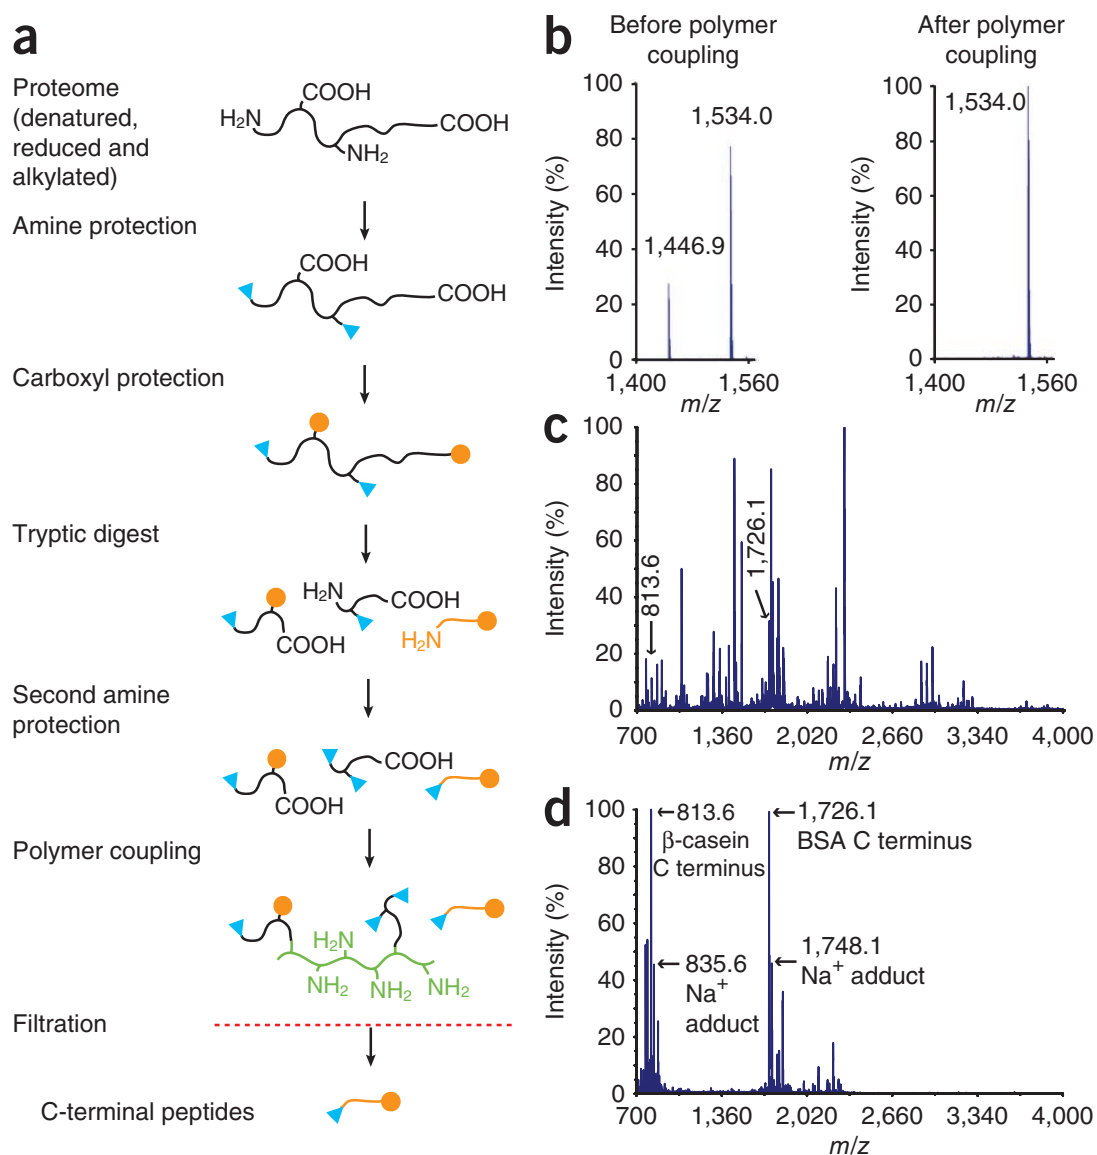 a
Proteome
(denatured,
reduced and
alkylated)
H2N
COOH
COOH
NH2
Amine protection
COOH
COOH
Carboxyl protection
Tryptic digest
H2N
COOH
COOH
H2N
Second amine
protection
COOH
COOH
Polymer coupling
H2N
NH2
NH2
NH2
Filtration
C-terminal peptides
b
Before polymer
coupling
100
80
60
40
20
0
Intensity (%)
1,534.0
1,446.9
1,400
1,560
m/z
After polymer
coupling
100
80
60
40
20
0
Intensity (%)
1,534.0
1,400
1,560
m/z
c
100
80
60
40
20
0
Intensity (%)
813.6
1,726.1
700
1,360
2,020
2,660
3,340
4,000
m/z
d
100
80
60
40
20
0
Intensity (%)
813.6
β-casein
C terminus
1,726.1
BSA C terminus
835.6
Na+
adduct
1,748.1
Na+ adduct
700
1,360
2,020
2,660
3,340
4,000
m/z